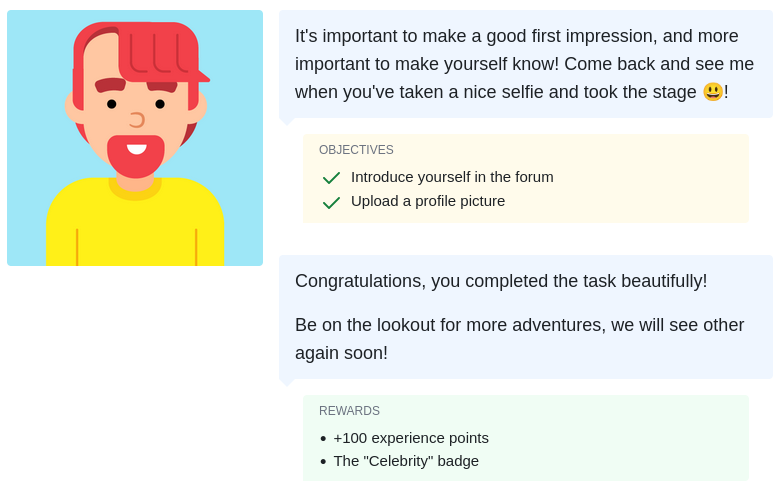 It's important to make a good first impression, and more
important to make yourself know! Come back and see me
when you've taken a nice selfie and took the stage 😃!
OBJECTIVES
Introduce yourself in the forum
Upload a profile picture
Congratulations, you completed the task beautifully!
Be on the lookout for more adventures, we will see other
again soon!
REWARDS
• +100 experience points
• The "Celebrity" badge